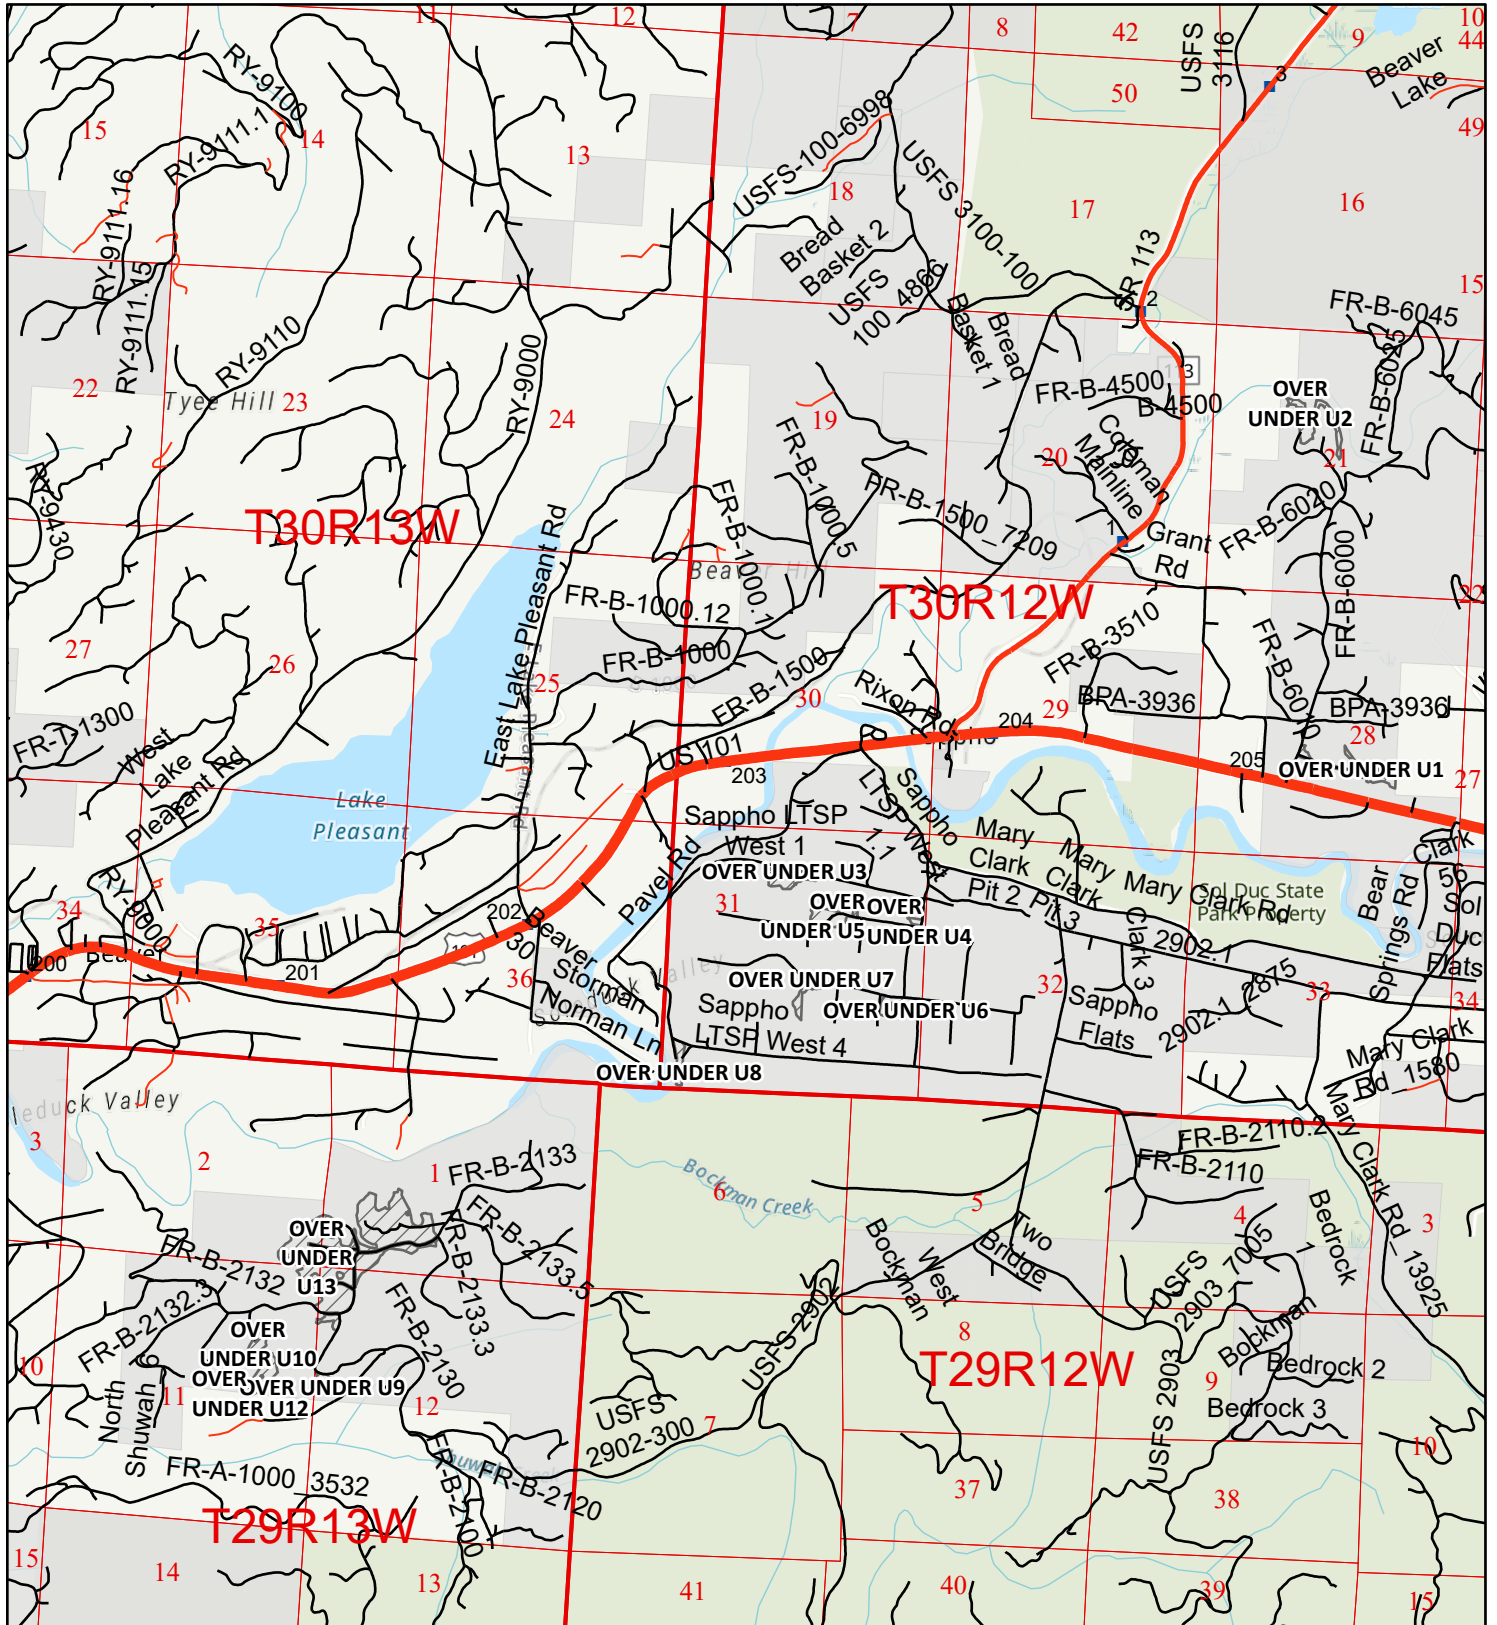 11
12
7
8
42
USFS
3116
9
10
44
Beaver
Lake
3
50
49
RY-9100
15
RY-9111.1
14
13
USFS-100-6998
18
USFS 3100-100
17
16
RY-9111.16
Bread
Basket 2
USFS
100 4866
SR 113
2
15
RY-9111.15
RY-9110
RY-9000
Bread
Basket 1
FR-B-6045
FR-B-6025
22
Tyee Hill
23
24
19
FR-B-4500
B-4500
113
OVER
UNDER U2
21
20
Coleman
Mainline
RY-9430
FR-B-1000.5
FR-B-1500_7209
FR-B-1000.1
1
Grant
Rd
FR-B-6020
FR-B-6000
T30R13W
T30R12W
Beaver Hill
22
East Lake Pleasant Rd
FR-B-1000.12
FR-B-1000
FR-B-1500
FR-B-3510
FR-B-6010
27
26
25
30
29
28
27
Rixon Rd
BPA-3936
BPA-3936
FR-T-1300
West
Lake
Pleasant Rd
US 101
203
204
205
Sappho
OVER UNDER U1
Lake
Pleasant
Sappho LTSP
West 1
1.1
LTSP West
Sappho
Mary
Clark
Pit 2
Mary
Clark
Pit 3
Mary
Clark Rd
Sol Duc State
Park Property
Clark
56
Sol
Duc
Flats
Bear
Springs Rd
Pavel Rd
OVER UNDER U3
OVER
UNDER U5
OVER
UNDER U4
31
RY-9000
34
35
202
101
201
200
Beaver
Beaver
30
Storman
Norman Ln
36
OVER UNDER U7
Sappho
LTSP West 4
OVER UNDER U6
OVER UNDER U8
32
Sappho
Flats
Clark 3
2902.1
2902.1_2875
33
34
Mary Clark
Rd_1580
Mary Clark Rd_13925
3
2
1
FR-B-2133
FR-B-2133.5
FR-B-2133.3
Bockman Creek
6
5
FR-B-2110.2
FR-B-2110
4
3
OVER
UNDER
U13
FR-B-2132
FR-B-2132.3
FR-B-2130
Bockman
West
Two
Bridge
USFS
2903_7005
Bedrock
1
Bockman
OVER
UNDER U10
OVER
UNDER U12
OVER UNDER U9
10
11
12
North
Shuwah_6
USFS 2902
USFS
2902-300
7
8
T29R12W
USFS 2903
9
Bedrock 2
Bedrock 3
10
FR-A-1000_3532
FR-B-2100
FR-B-2120
37
38
T29R13W
15
14
13
41
40
39
15